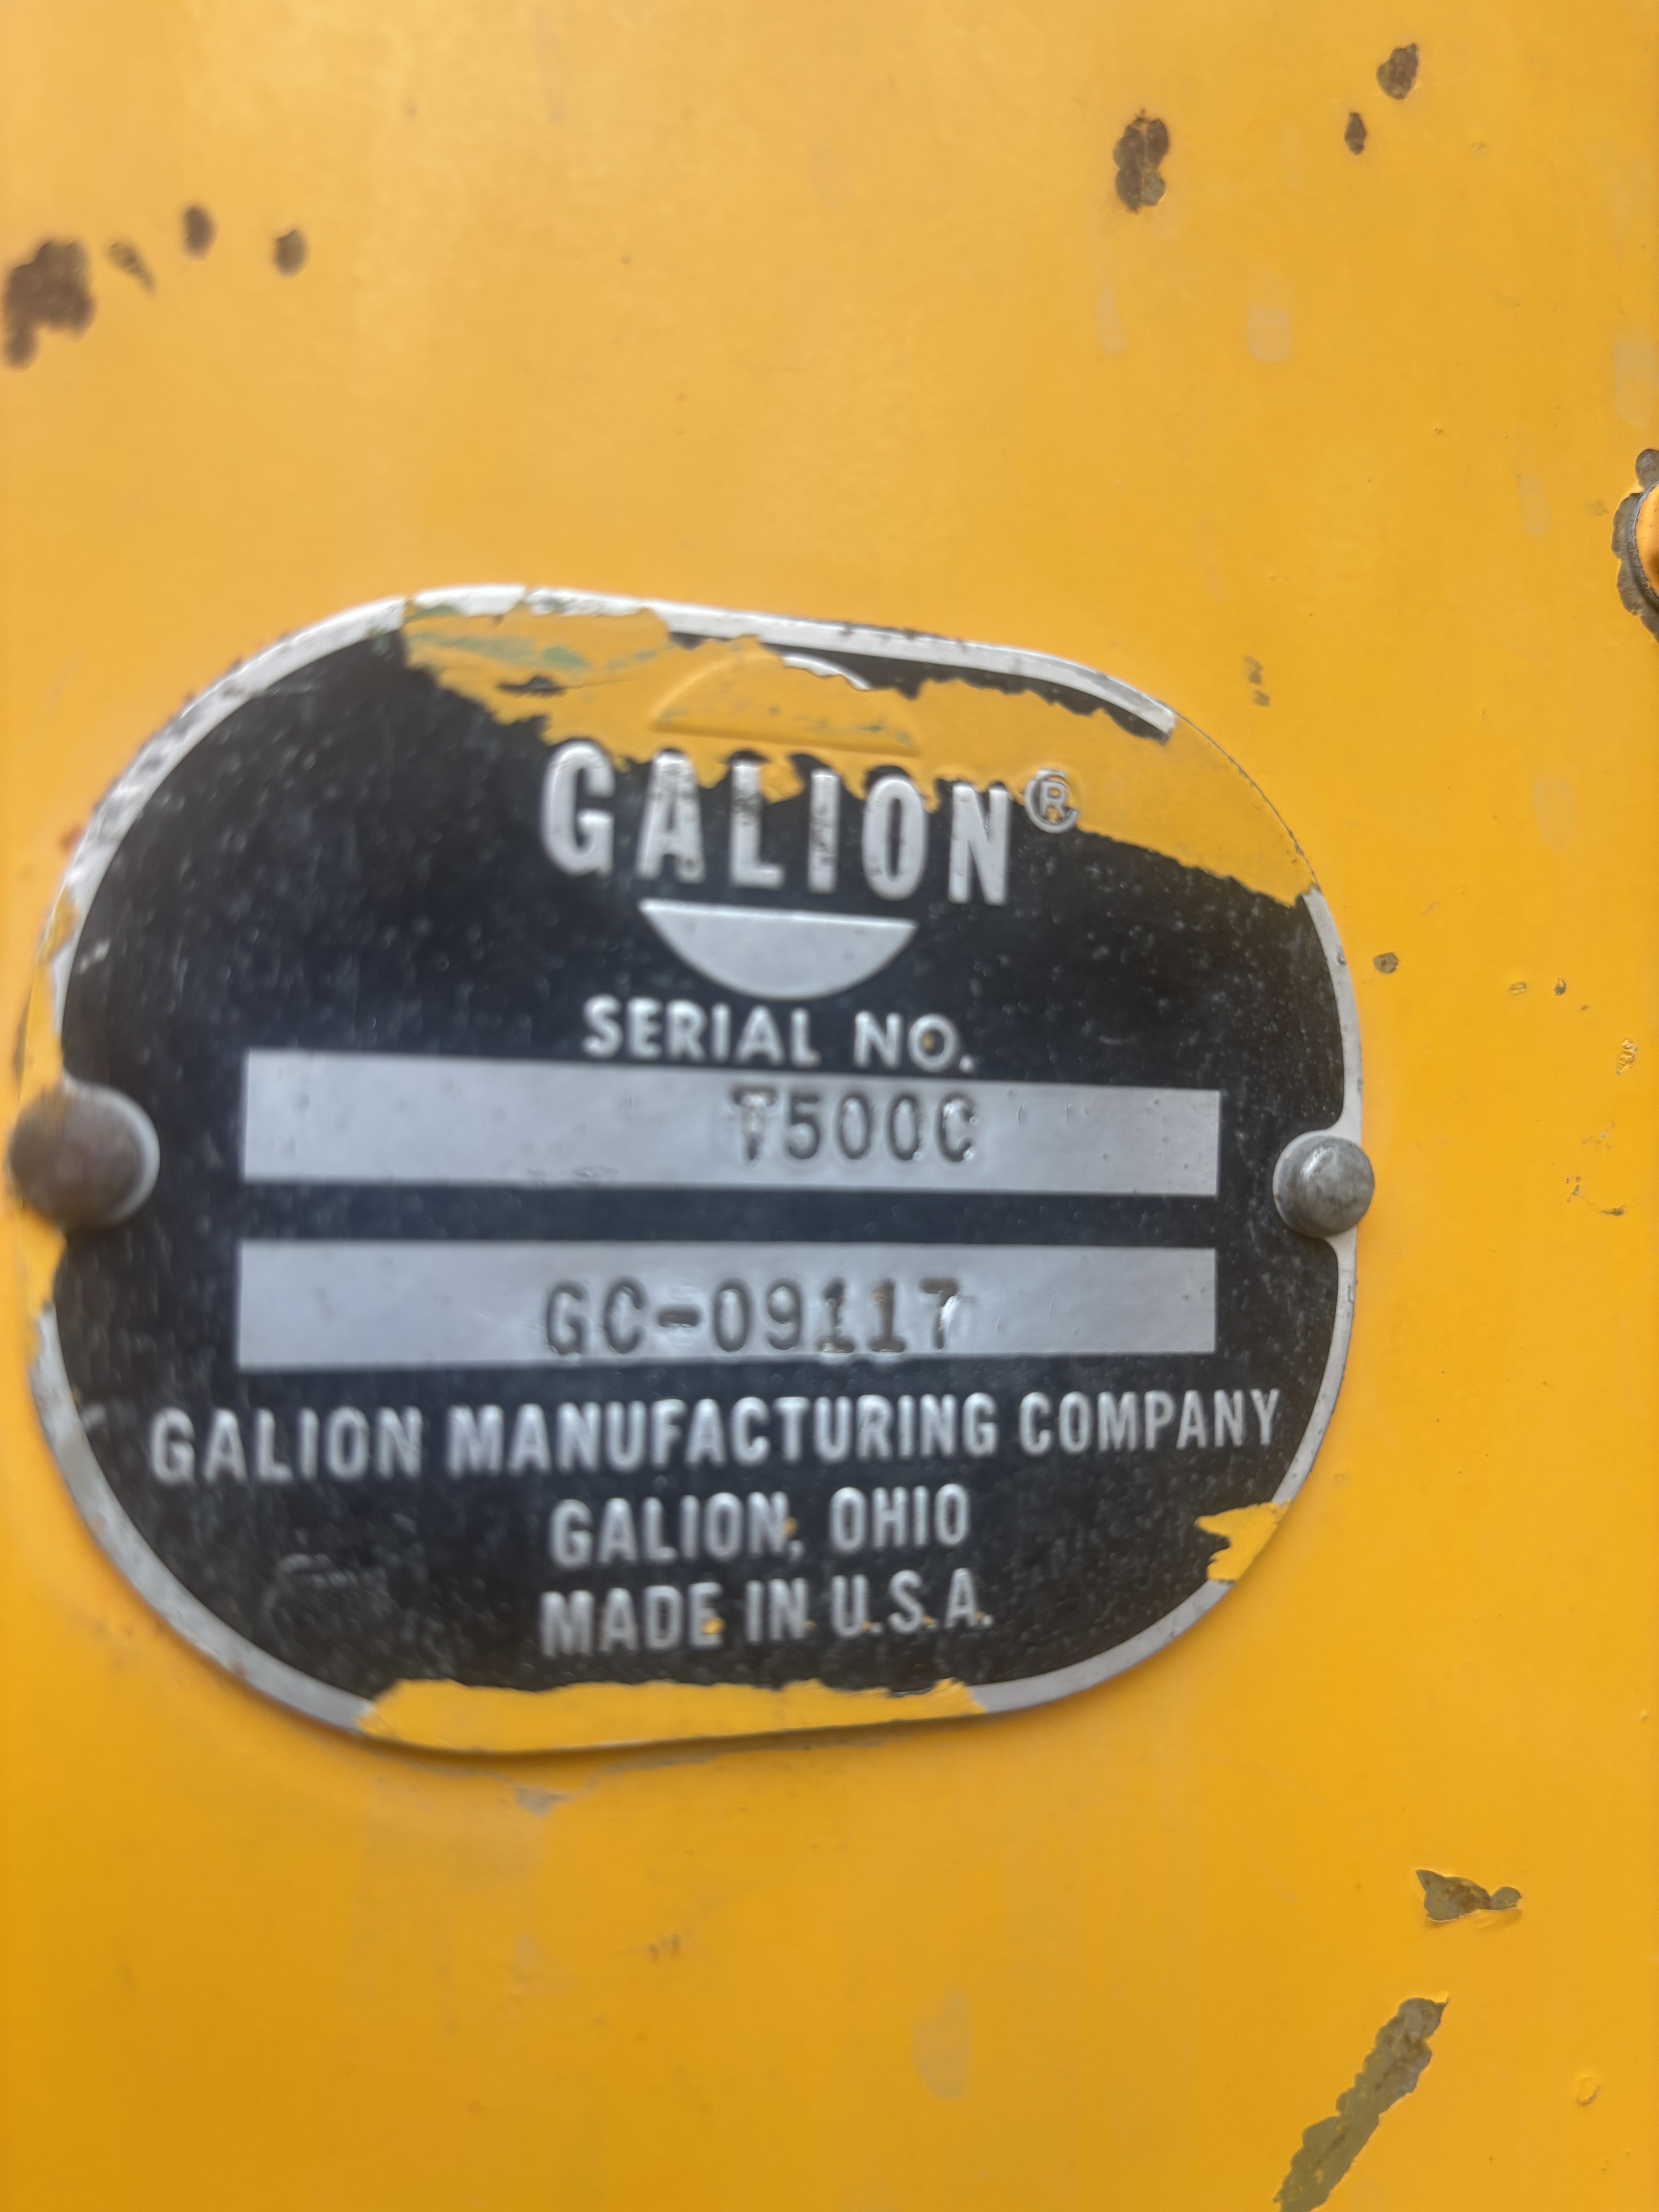 GALION®
SERIAL NO.
T500C
GC-09117
GALION MANUFACTURING COMPANY
GALION, OHIO
MADE IN U.S.A.